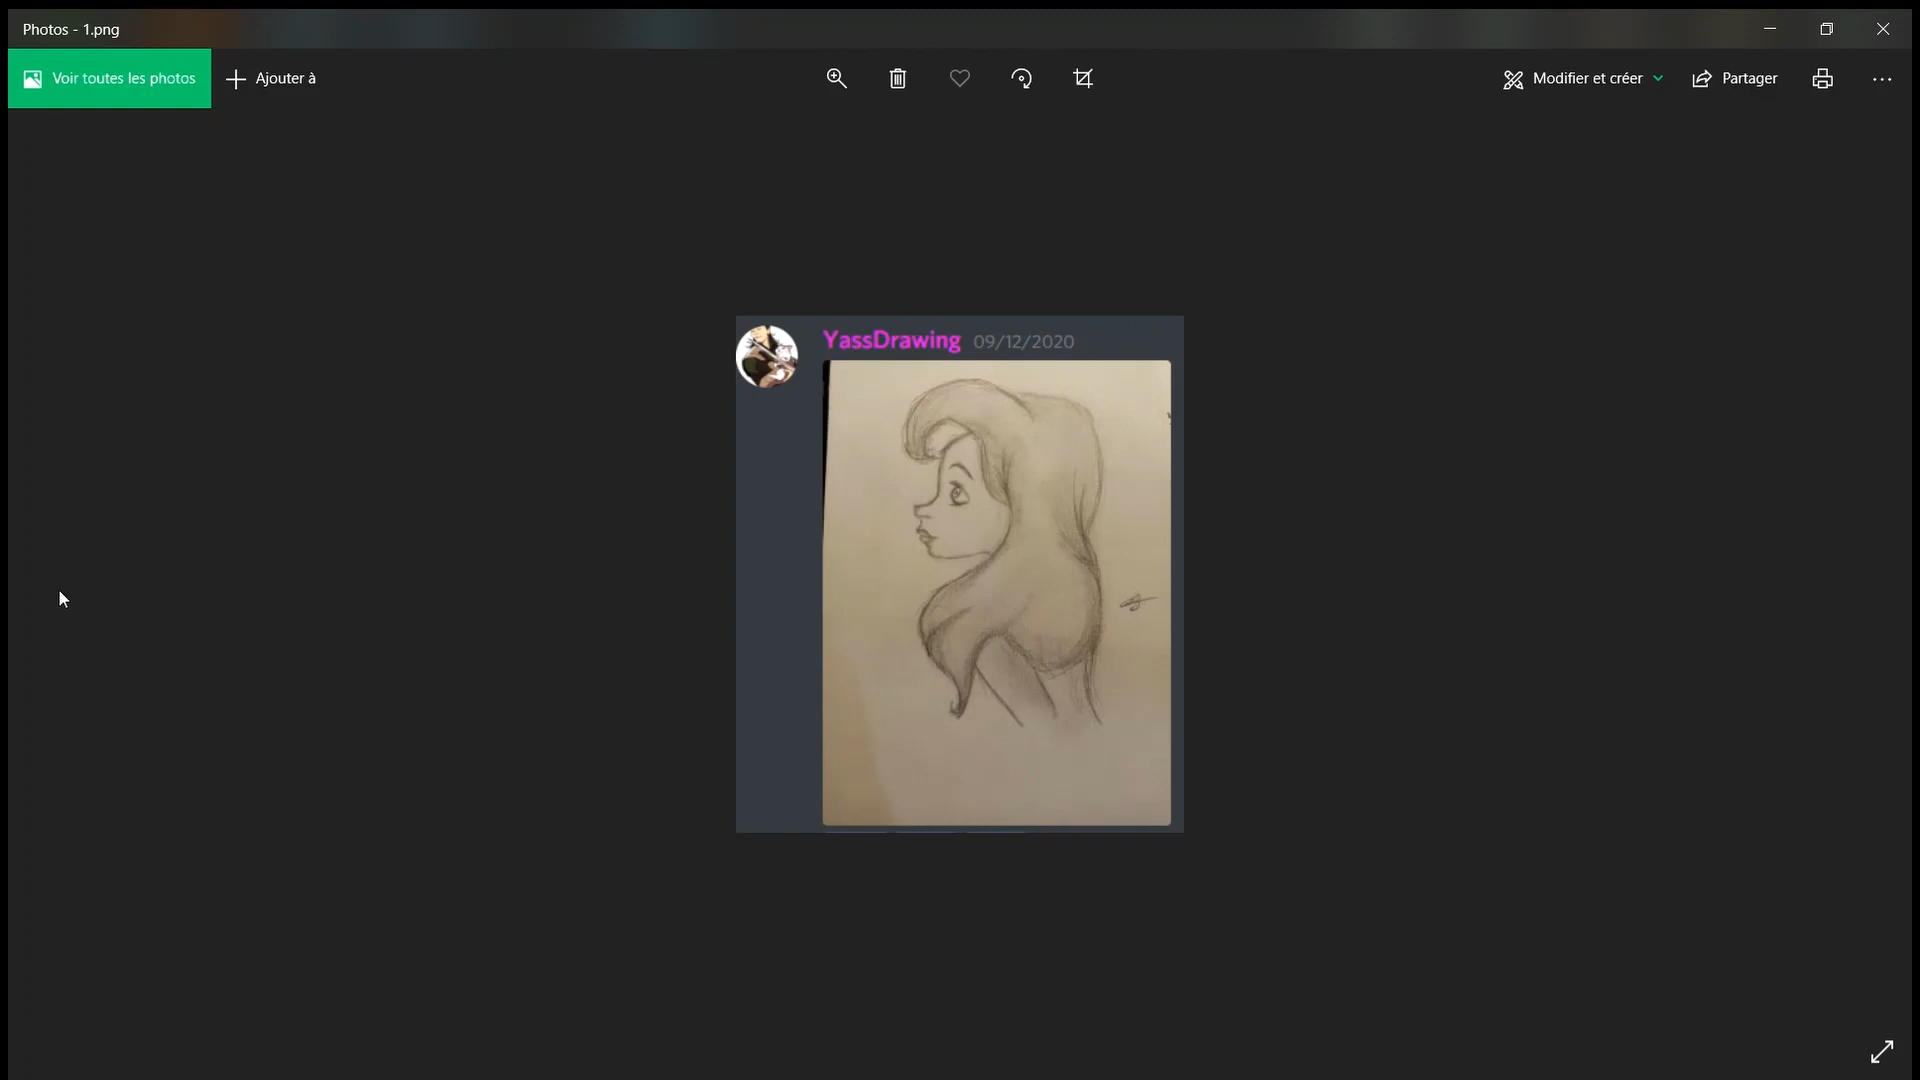 Photos - 1.png
Voir toutes les photos
Ajouter à
Modifier et créer
Partager
YassDrawing 09/12/2020